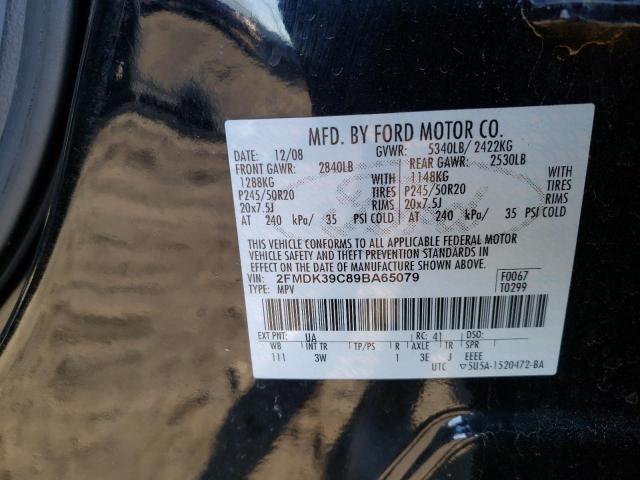 MFD. BY FORD MOTOR CO.
DATE: 12/08 GVWR: 5340LB/ 2422KG
FRONT GAWR: 2840LB REAR GAWR: 2530LB
1288KG WITH 1148KG WITH
P245/50R20 TIRES P245/50R20 TIRES
20x7.5J RIMS 20x7.5J RIMS
AT 240 kPa/ 35 PSI COLD AT 240 kPa/ 35 PSI COLD
THIS VEHICLE CONFORMS TO ALL APPLICABLE FEDERAL MOTOR
VEHICLE SAFETY AND THEFT PREVENTION STANDARDS IN
EFFECT ON THE DATE OF MANUFACTURE SHOWN ABOVE.
VIN: 2FMDK39C89BA65079 F0067
TYPE: MPV T0299
EXT PNT: UA RC: 41 DSO:
WB INT TR TP/PS R AXLE TR SPR
111 3W 1 3E J EEEE
UTC ▽5U5A-1520472-BA
Ford